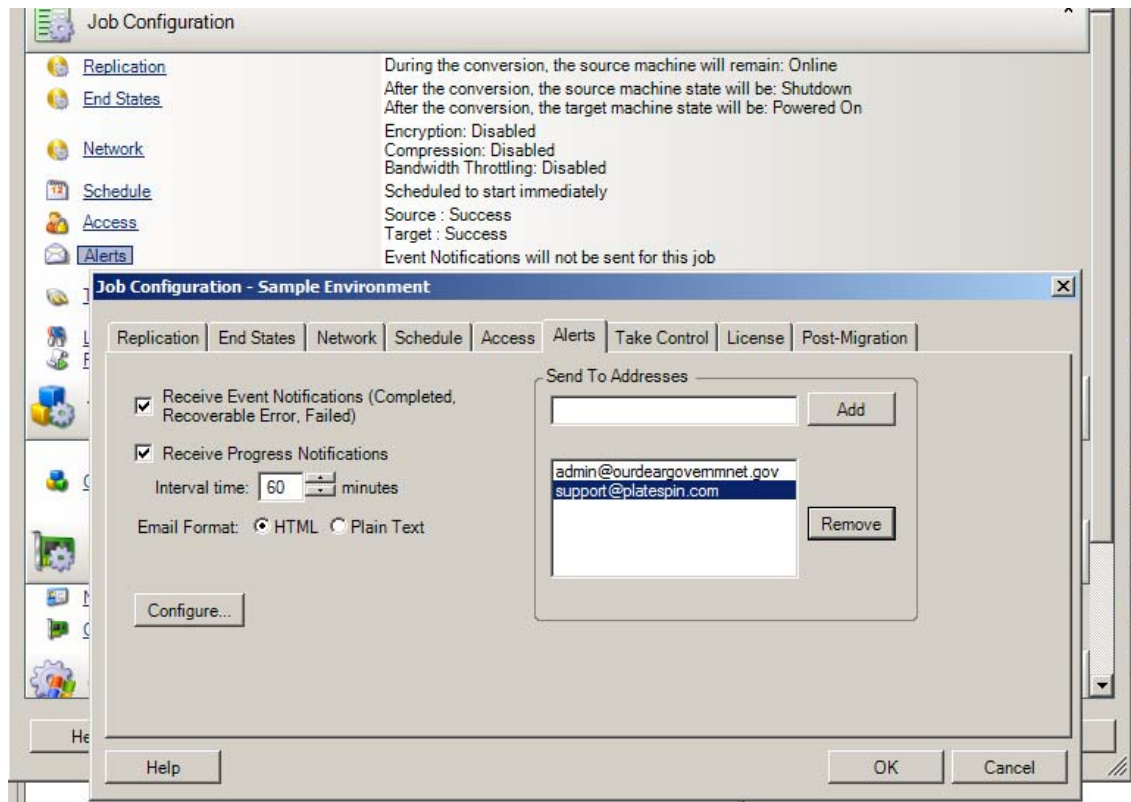 Job Configuration
Replication
During the conversion, the source machine will remain: Online
End States
After the conversion, the source machine state will be: Shutdown
After the conversion, the target machine state will be: Powered On
Network
Encryption: Disabled
Compression: Disabled
Bandwidth Throttling: Disabled
12
Schedule
Scheduled to start immediately
Access
Source : Success
Target : Success
Alerts
Event Notifications will not be sent for this job
Job Configuration - Sample Environment
Replication End States Network Schedule Access Alerts Take Control License Post-Migration
Receive Event Notifications (Completed,
Recoverable Error, Failed)
Receive Progress Notifications
Interval time: 60 minutes
Email Format: HTML Plain Text
Configure...
Send To Addresses
Add
admin@ourdeargovernmnet.gov
support@platespin.com
Remove
He
Help
OK
Cancel